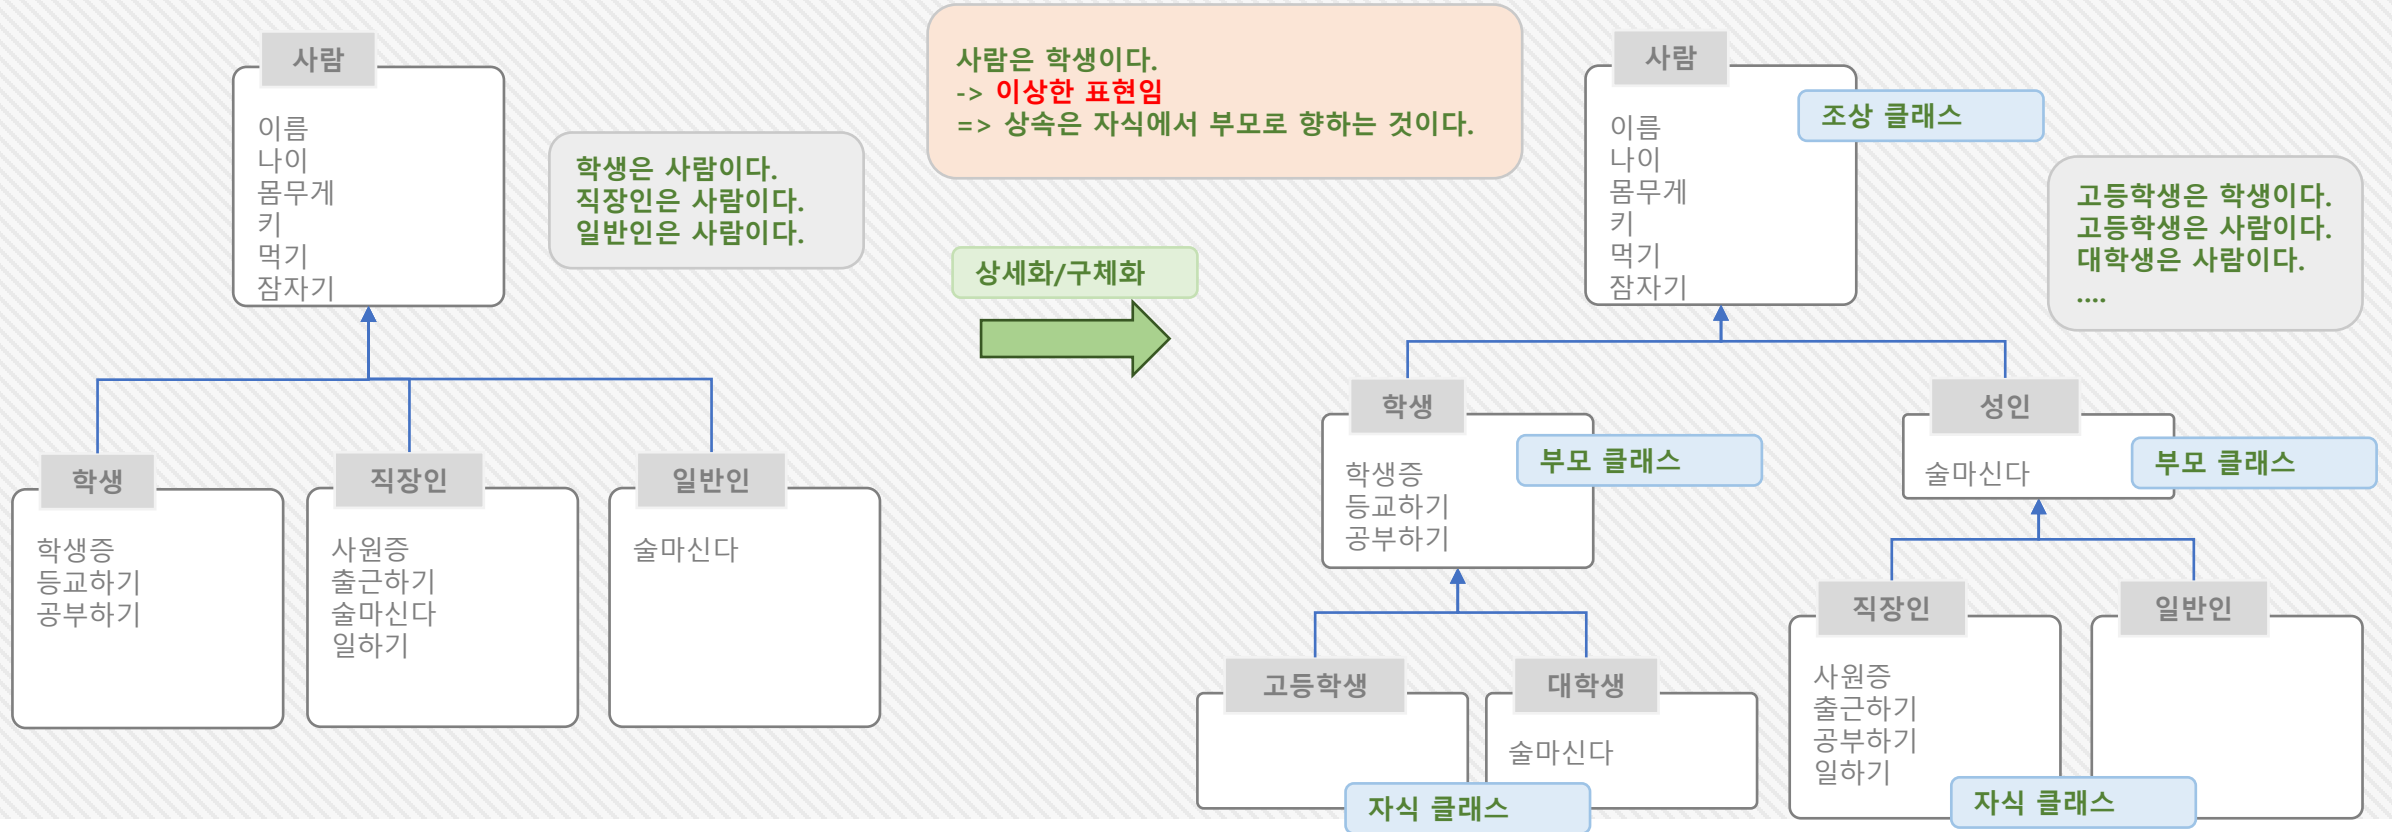 사람
이름
나이
몸무게
키
먹기
잠자기
학생은 사람이다.
직장인은 사람이다.
일반인은 사람이다.
학생
학생증
등교하기
공부하기
직장인
사원증
출근하기
술마신다
일하기
일반인
술마신다
사람은 학생이다.
-> 이상한 표현임
=> 상속은 자식에서 부모로 향하는 것이다.
상세화/구체화
사람
조상 클래스
이름
나이
몸무게
키
먹기
잠자기
고등학생은 학생이다.
고등학생은 사람이다.
대학생은 사람이다.
....
학생
부모 클래스
학생증
등교하기
공부하기
성인
부모 클래스
술마신다
고등학생
대학생
술마신다
자식 클래스
직장인
사원증
출근하기
공부하기
일하기
일반인
자식 클래스